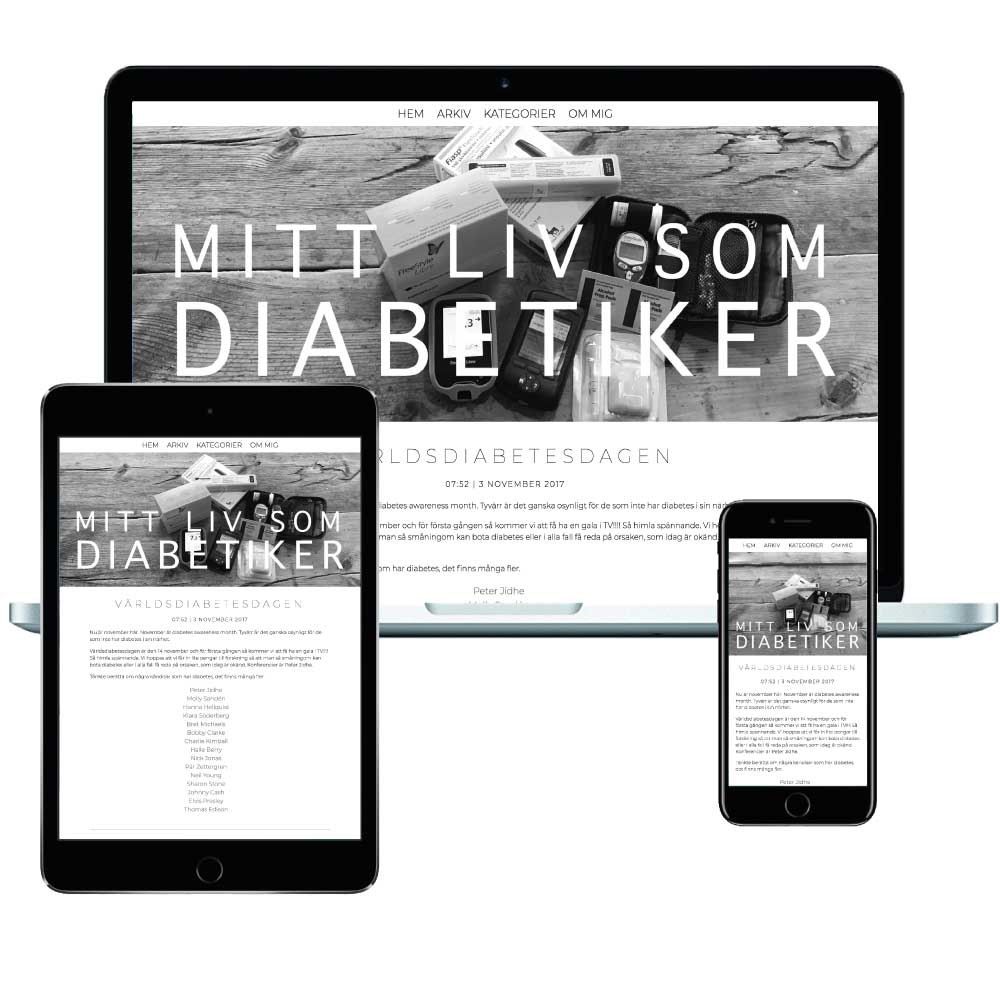 HEM ARKIV KATEGORIER OM MIG
Fiasp
FreeStyle
Libre
Alcohol
Prep Pads
MITT LIV SOM
DIABETIKER
,3
RLDSDIABETESDAGEN
07:52 | 3 NOVEMBER 2017
diabetes awareness month. Tyvärr är det ganska osynligt för de som inte har diabetes i sin närh
mber och för första gången så kommer vi att få ha en gala i TV!!!! Så himla spännande. Vi h
man så småningom kan bota diabetes eller i alla fall få reda på orsaken, som idag är okänd.
om har diabetes, det finns många fler.
Peter Jidhe
HEM ARKIV KATEGORIER OM MIG
MITT LIV SOM
DIABETIKER
VÄRLDSDIABETESDAGEN
07:52 | 3 NOVEMBER 2017
Nu är november här. November är diabetes awareness month. Tyvärr är det ganska osynligt för de
som inte har diabetes i sin närhet.
Världsdiabetesdagen är den 14 november och för första gången så kommer vi att få ha en gala i TV!!!!
Så himla spännande. Vi hoppas att vi får in lite pengar till forskning så att man så småningom kan
bota diabetes eller i alla fall få reda på orsaken, som idag är okänd. Konferencier är Peter Jidhe.
Tänkte berätta om några kändisar som har diabetes, det finns många fler.
Peter Jidhe
Molly Sandén
Hanna Hellquist
Klara Söderberg
Bret Michaels
Bobby Clarke
Charlie Kimball
Halle Berry
Nick Jonas
Pär Zettergren
Neil Young
Sharon Stone
Johnny Cash
Elvis Presley
Thomas Edison
HEM ARKIV KATEGORIER OM MIG
MITT LIV SOM
DIABETIKER
VÄRLDSDIABETESDAGEN
07:52 | 3 NOVEMBER 2017
Nu är november här. November är diabetes awareness
month. Tyvärr är det ganska osynligt för de som inte
har diabetes i sin närhet.
Världsdiabetesdagen är den 14 november och för
första gången så kommer vi att få ha en gala i TV!!!! Så
himla spännande. Vi hoppas att vi får in lite pengar till
forskning så att man så småningom kan bota diabetes
eller i alla fall få reda på orsaken, som idag är okänd.
Konferencier är Peter Jidhe.
Tänkte berätta om några kändisar som har diabetes,
det finns många fler.
Peter Jidhe